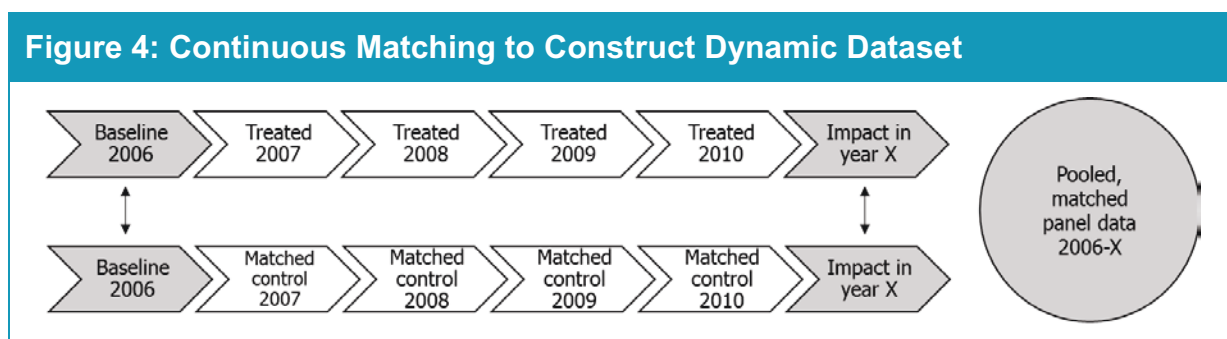 Figure 4: Continuous Matching to Construct Dynamic Dataset
Baseline
2006
Treated
2007
Treated
2008
Treated
2009
Treated
2010
Impact in
year X
Baseline
2006
Matched
control
2007
Matched
control
2008
Matched
control
2009
Matched
control
2010
Impact in
year X
Pooled,
matched
panel data
2006-X